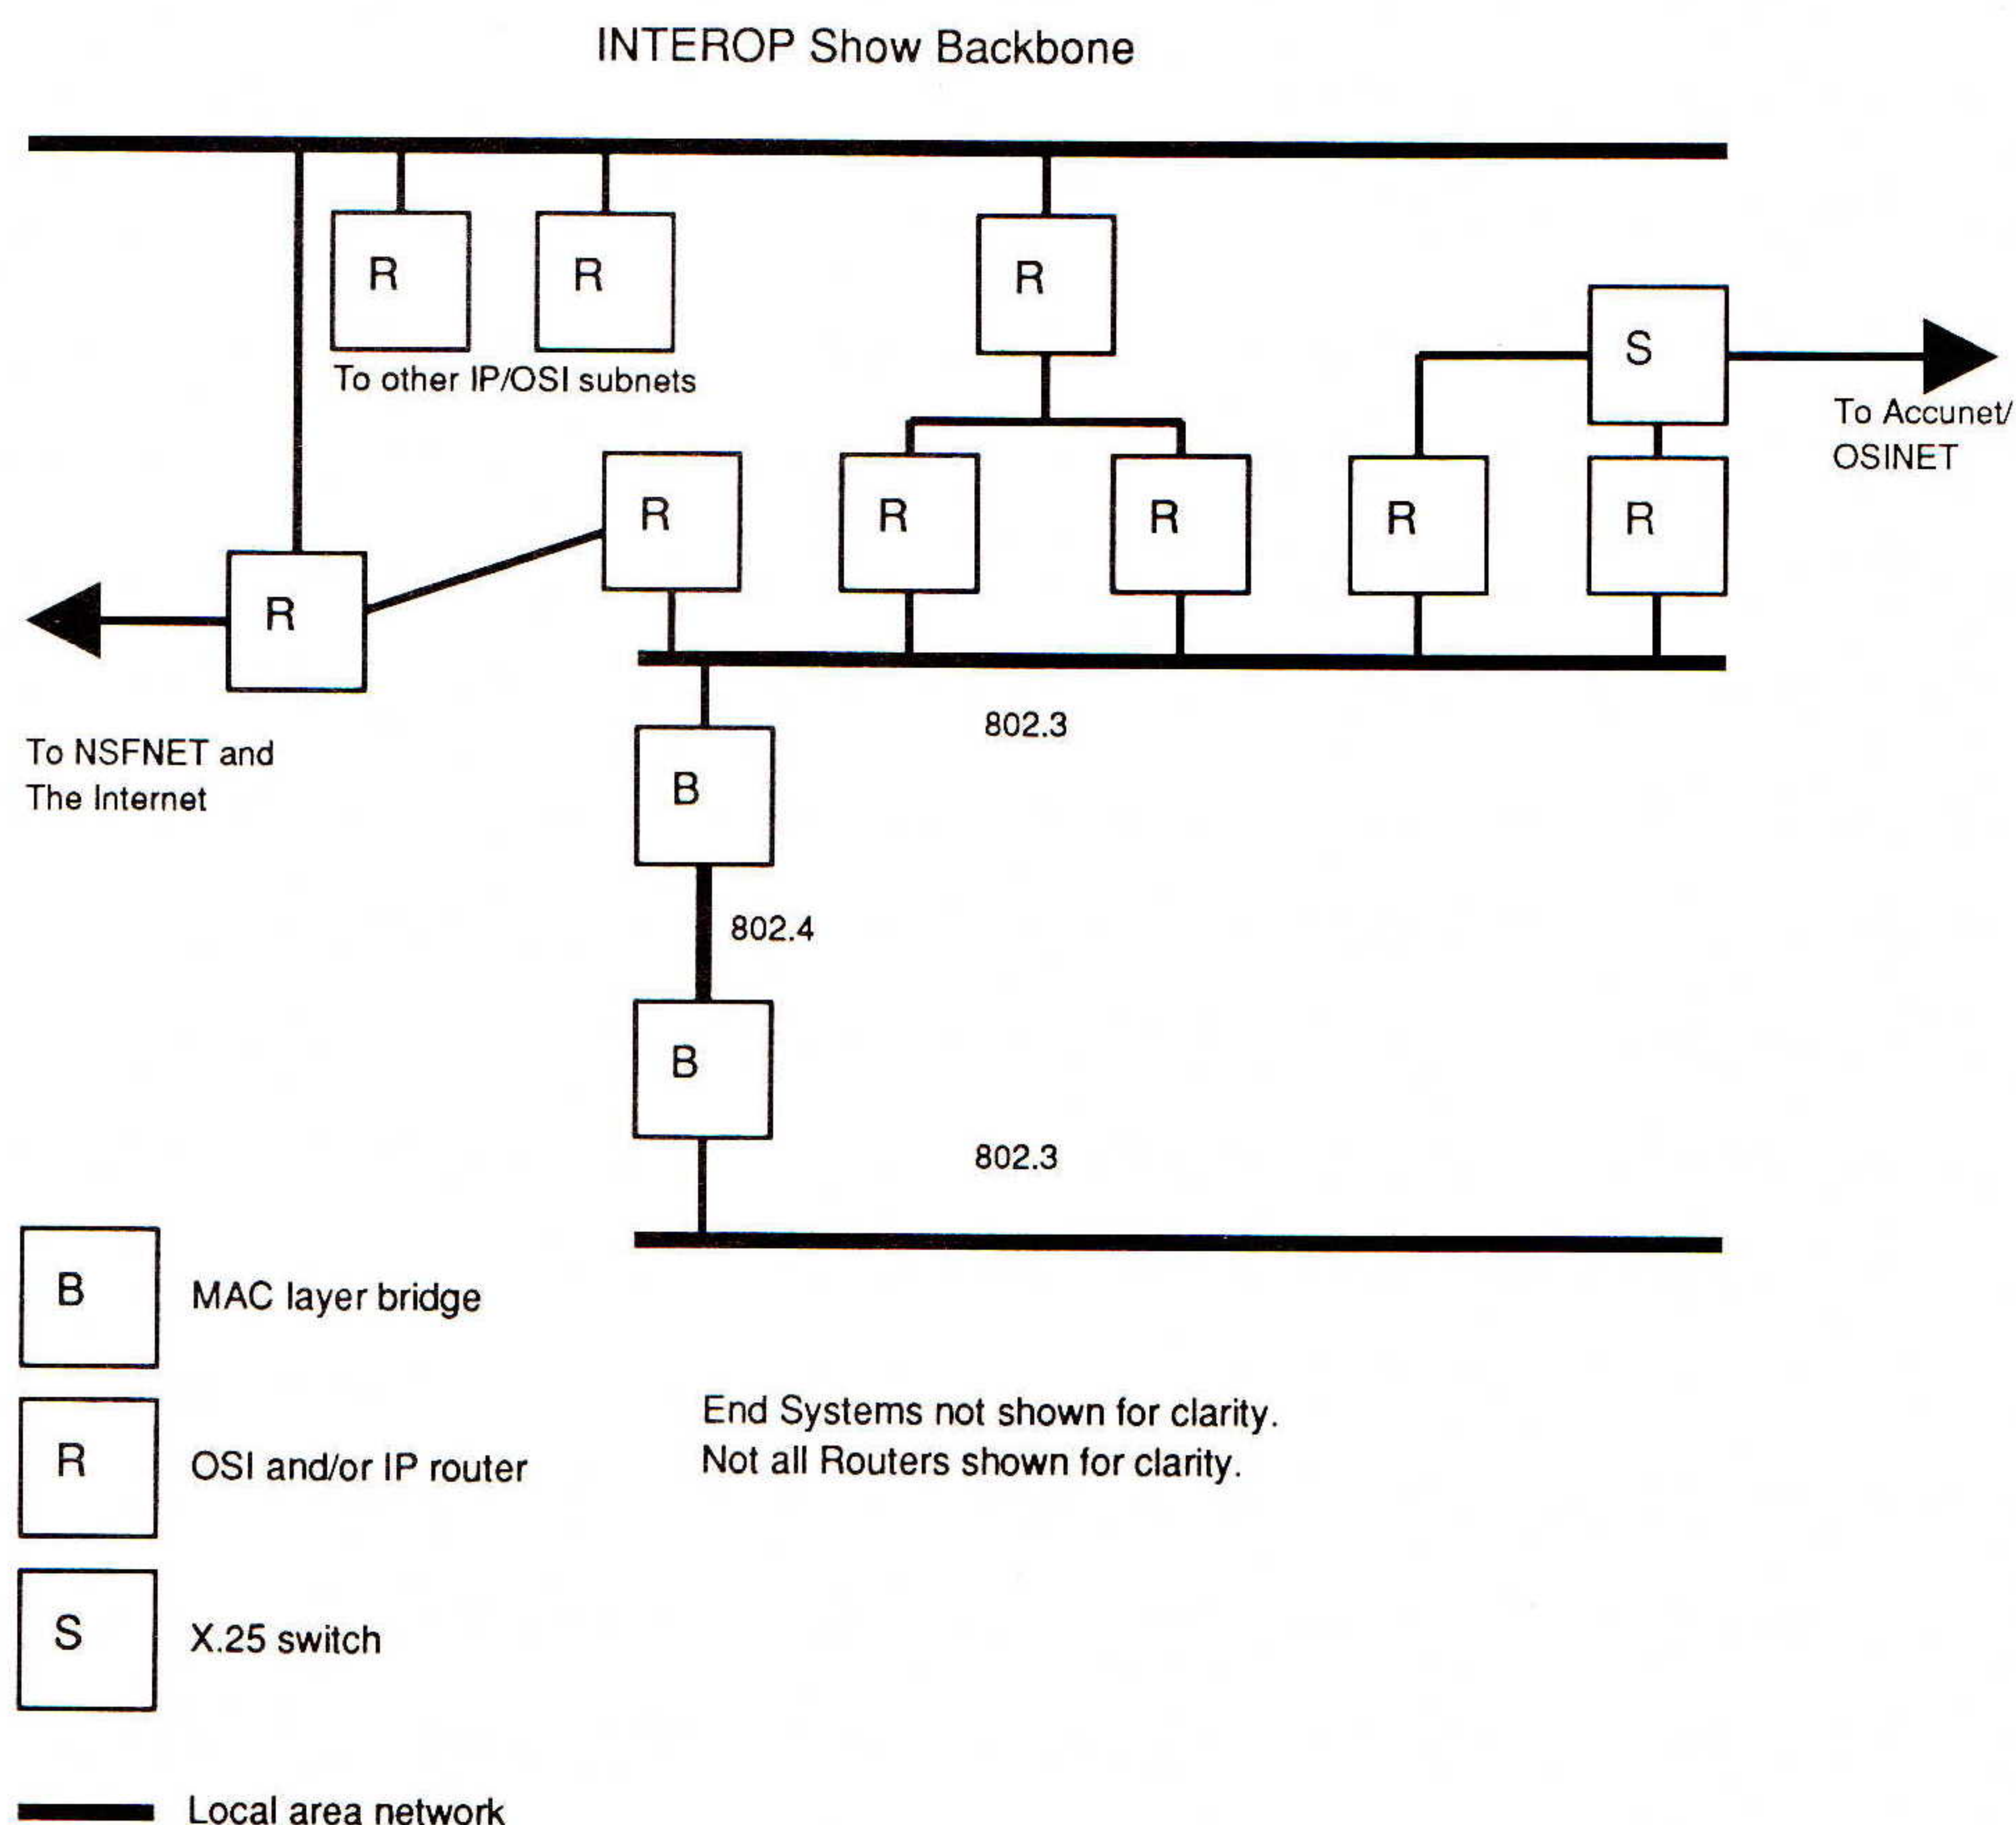 INTEROP Show Backbone
R
R
R
S
To other IP/OSI subnets
To Accunet/
OSINET
R
R
R
R
R
R
To NSFNET and
The Internet
802.3
B
802.4
B
802.3
B
MAC layer bridge
R
OSI and/or IP router
End Systems not shown for clarity.
Not all Routers shown for clarity.
S
X.25 switch
Local area network